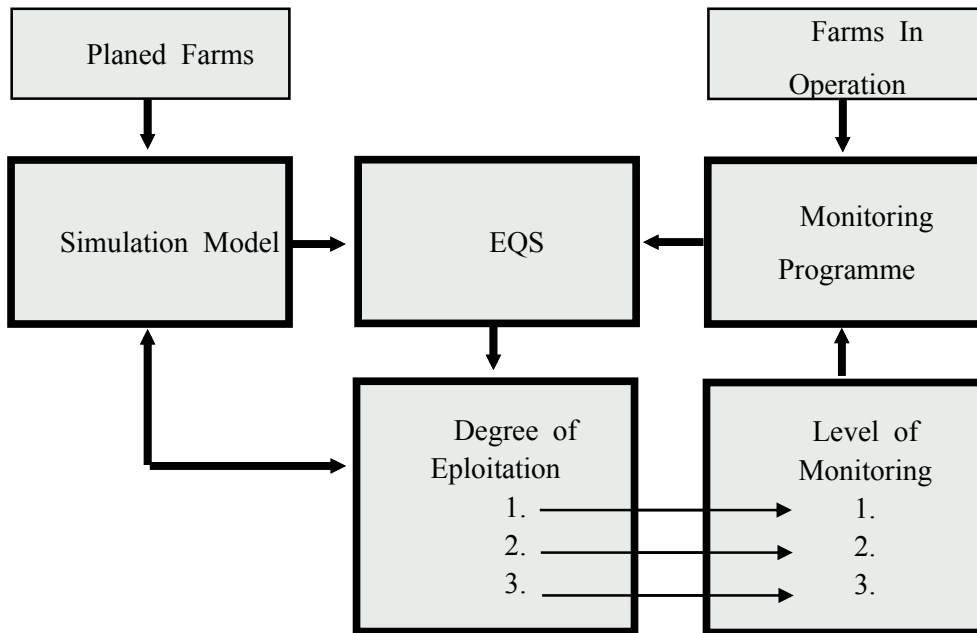 Planed Farms
Farms In
Operation
Simulation Model
EQS
Monitoring
Programme
Degree of
Eploitation
1.
2.
3.
Level of
Monitoring
1.
2.
3.